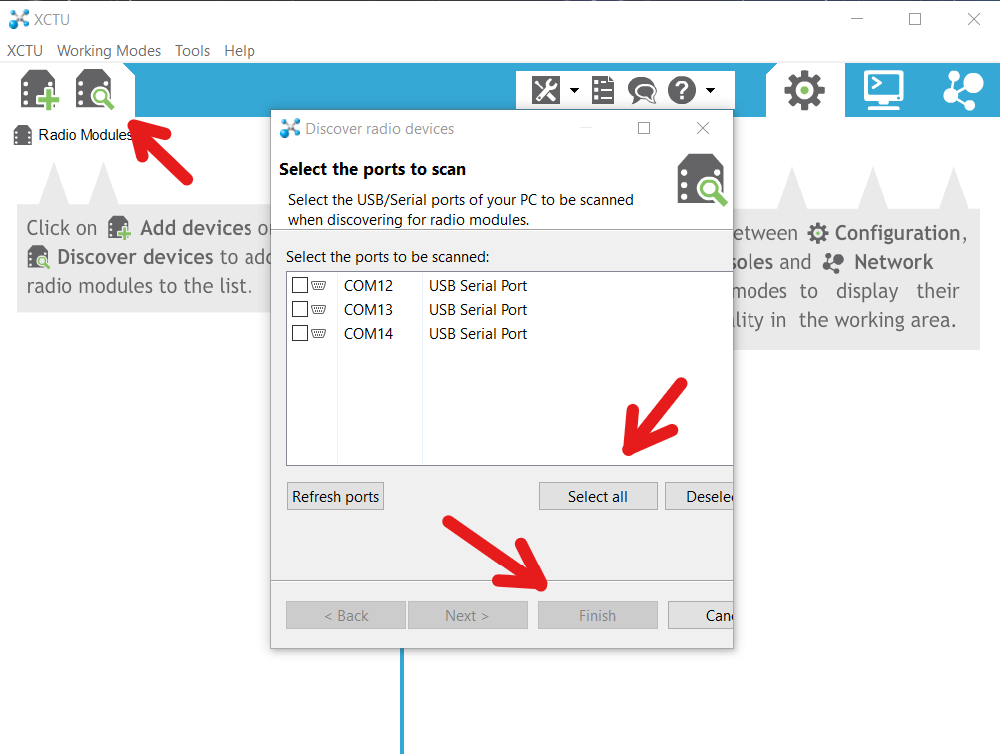 XCTU
XCTU Working Modes Tools Help
Radio Modules
Click on Add devices o
Discover devices to add
radio modules to the list.
Discover radio devices
Select the ports to scan
Select the USB/Serial ports of your PC to be scanned
when discovering for radio modules.
Select the ports to be scanned:
COM12 USB Serial Port
COM13 USB Serial Port
COM14 USB Serial Port
Refresh ports Select all Deselec
< Back Next > Finish Canc
etween Configuration,
soles and Network
modes to display their
lity in the working area.